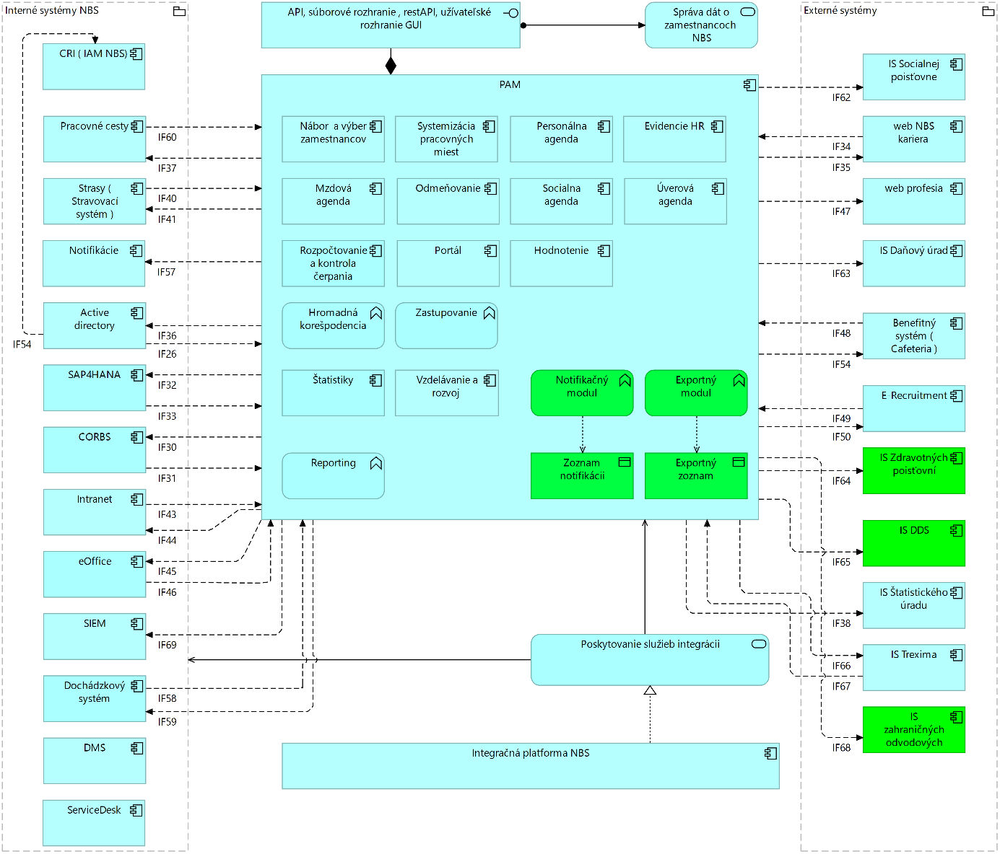 Interné systémy NBS
CRI ( IAM NBS)
Pracovné cesty
IF60
IF37
Strasy (
Stravovací
systém )
IF40
IF41
Notifikácie
IF57
Active
directory
IF36
IF26
IF54
SAP4HANA
IF32
IF33
CORBS
IF30
IF31
Intranet
IF43
IF44
eOffice
IF45
IF46
SIEM
IF69
Dochádzkový
systém
IF58
IF59
DMS
ServiceDesk
API, súborové rozhranie , restAPI, užívateľské
rozhranie GUI
Správa dát o
zamestnancoch
NBS
PAM
Nábor  a výber
zamestnancov
Systemizácia
pracovných
miest
Personálna
agenda
Evidencie HR
Mzdová
agenda
Odmeňovanie
Socialna
agenda
Úverová
agenda
Rozpočtovanie
a kontrola
čerpania
Portál
Hodnotenie
Hromadná
korešpodencia
Zastupovanie
Štatistiky
Vzdelávanie a
rozvoj
Notifikačný
modul
Exportný
modul
Reporting
Zoznam
notifikácii
Exportný
zoznam
Poskytovanie služieb integrácii
Integračná platforma NBS
Externé systémy
IS Socialnej
poisťovne
IF62
web NBS
kariera
IF34
IF35
web profesia
IF47
IS Daňový úrad
IF63
Benefitný
systém (
Cafeteria )
IF48
IF54
E-Recruitment
IF49
IF50
IS Zdravotných
poisťovní
IF64
IS DDS
IF65
IS Štatistického
úradu
IF38
IS Trexima
IF66
IF67
IS
zahraničných
odvodových
IF68